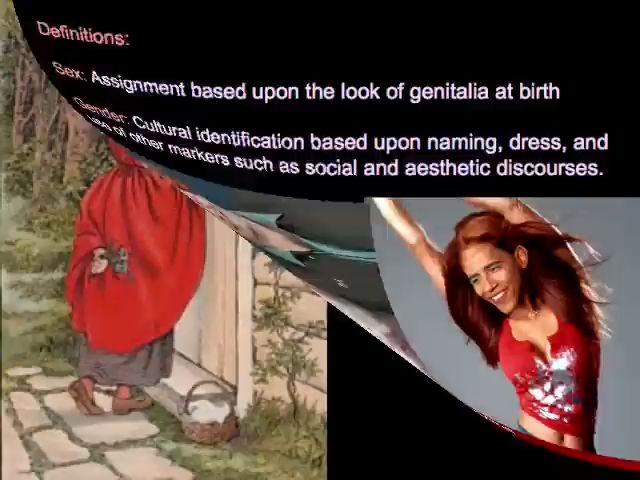 Definitions:
Sex: Assignment based upon the look of genitalia at birth
Gender: Cultural identification based upon naming, dress, and
use of other markers such as social and aesthetic discourses.